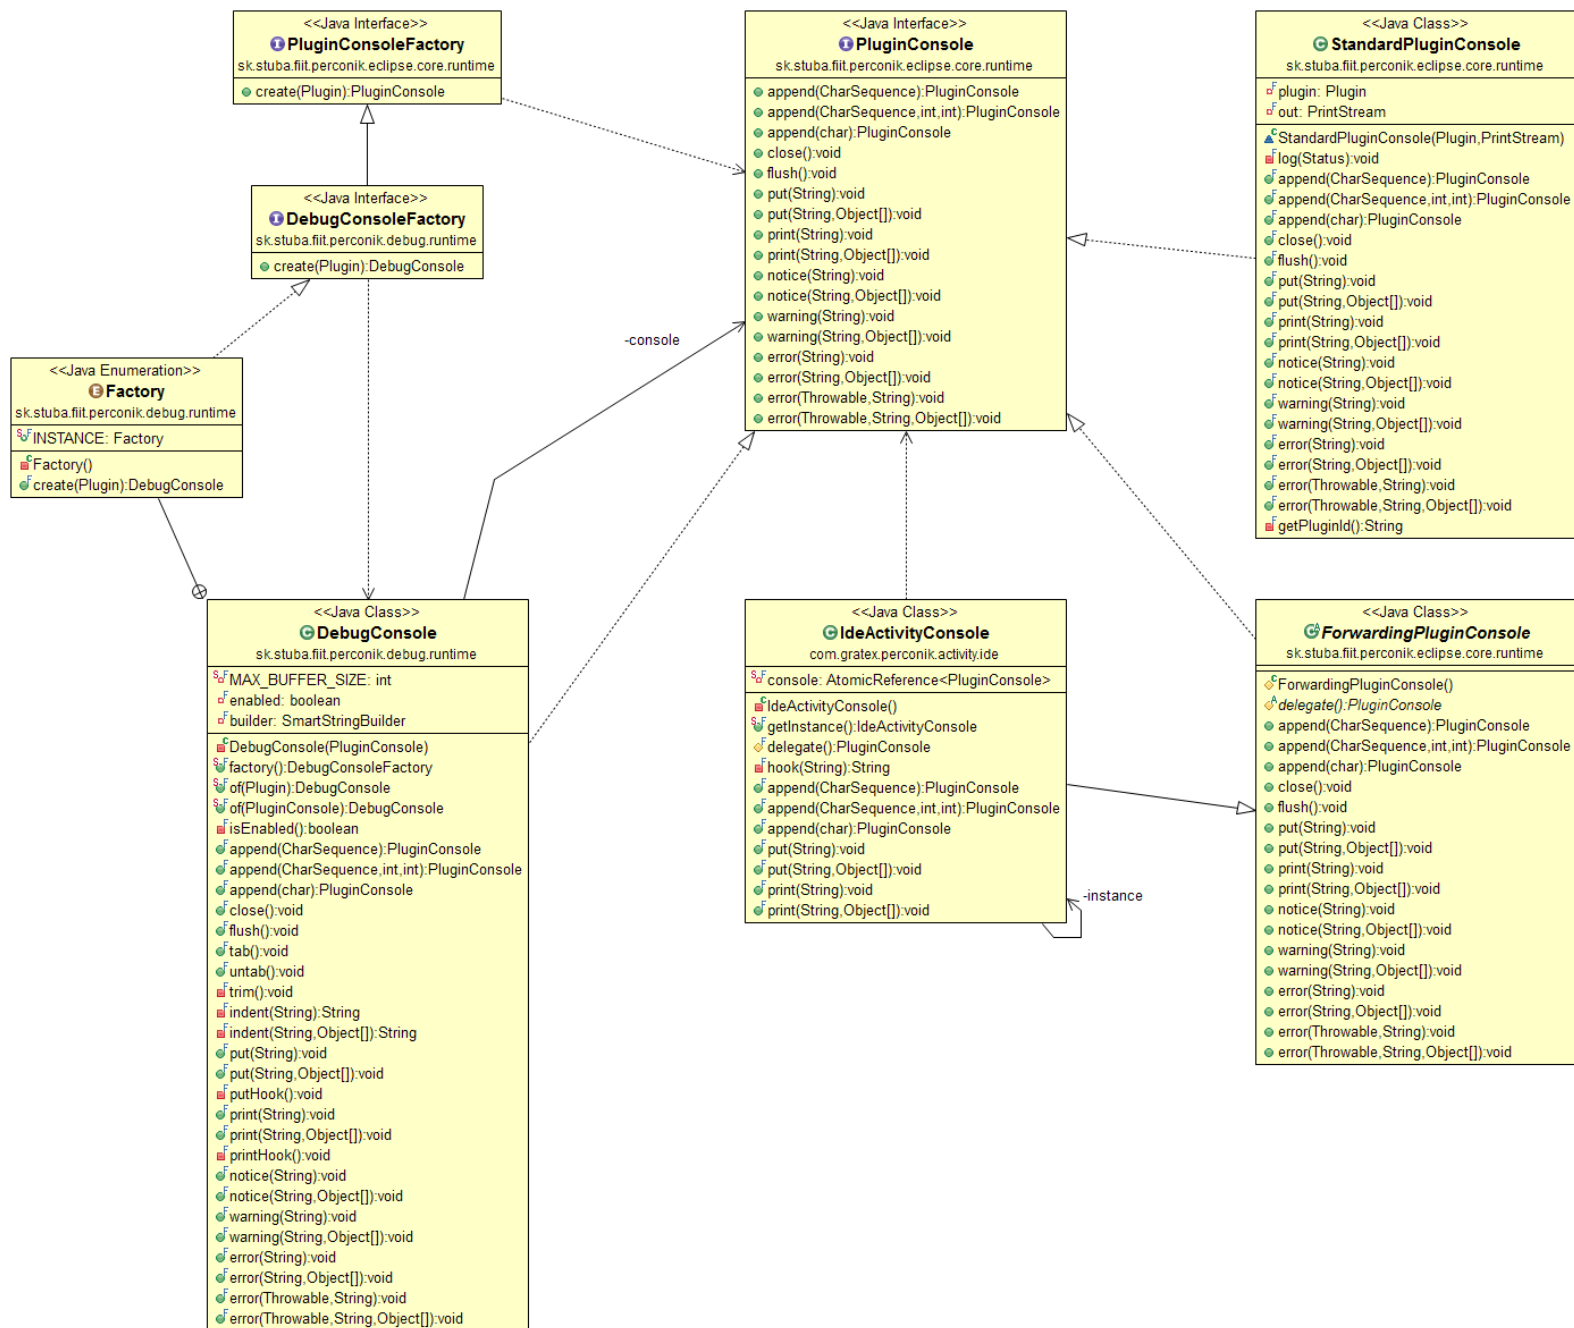 <<Java Interface>>
PluginConsoleFactory
sk.stuba.fiit.perconik.eclipse.core.runtime
create(Plugin):PluginConsole
<<Java Interface>>
DebugConsoleFactory
sk.stuba.fiit.perconik.debug.runtime
create(Plugin):DebugConsole
<<Java Enumeration>>
Factory
sk.stuba.fiit.perconik.debug.runtime
INSTANCE: Factory
Factory()
create(Plugin):DebugConsole
<<Java Class>>
DebugConsole
sk.stuba.fiit.perconik.debug.runtime
MAX_BUFFER_SIZE: int
enabled: boolean
builder: SmartStringBuilder
DebugConsole(PluginConsole)
factory():DebugConsoleFactory
of(Plugin):DebugConsole
of(PluginConsole):DebugConsole
isEnabled():boolean
append(CharSequence):PluginConsole
append(CharSequence,int,int):PluginConsole
append(char):PluginConsole
close():void
flush():void
tab():void
untab():void
trim():void
indent(String):String
indent(String,Object[]):String
put(String):void
put(String,Object[]):void
putHook():void
print(String):void
print(String,Object[]):void
printHook():void
notice(String):void
notice(String,Object[]):void
warning(String):void
warning(String,Object[]):void
error(String):void
error(String,Object[]):void
error(Throwable,String):void
error(Throwable,String,Object[]):void
-console
<<Java Interface>>
PluginConsole
sk.stuba.fiit.perconik.eclipse.core.runtime
append(CharSequence):PluginConsole
append(CharSequence,int,int):PluginConsole
append(char):PluginConsole
close():void
flush():void
put(String):void
put(String,Object[]):void
print(String):void
print(String,Object[]):void
notice(String):void
notice(String,Object[]):void
warning(String):void
warning(String,Object[]):void
error(String):void
error(String,Object[]):void
error(Throwable,String):void
error(Throwable,String,Object[]):void
<<Java Class>>
IdeActivityConsole
com.gratex.perconik.activity.ide
console: AtomicReference<PluginConsole>
IdeActivityConsole()
getInstance():IdeActivityConsole
delegate():PluginConsole
hook(String):String
append(CharSequence):PluginConsole
append(CharSequence,int,int):PluginConsole
append(char):PluginConsole
put(String):void
put(String,Object[]):void
print(String):void
print(String,Object[]):void
-instance
<<Java Class>>
StandardPluginConsole
sk.stuba.fiit.perconik.eclipse.core.runtime
plugin: Plugin
out: PrintStream
StandardPluginConsole(Plugin,PrintStream)
log(Status):void
append(CharSequence):PluginConsole
append(CharSequence,int,int):PluginConsole
append(char):PluginConsole
close():void
flush():void
put(String):void
put(String,Object[]):void
print(String):void
print(String,Object[]):void
notice(String):void
notice(String,Object[]):void
warning(String):void
warning(String,Object[]):void
error(String):void
error(String,Object[]):void
error(Throwable,String):void
error(Throwable,String,Object[]):void
getPluginId():String
<<Java Class>>
ForwardingPluginConsole
sk.stuba.fiit.perconik.eclipse.core.runtime
ForwardingPluginConsole()
delegate():PluginConsole
append(CharSequence):PluginConsole
append(CharSequence,int,int):PluginConsole
append(char):PluginConsole
close():void
flush():void
put(String):void
put(String,Object[]):void
print(String):void
print(String,Object[]):void
notice(String):void
notice(String,Object[]):void
warning(String):void
warning(String,Object[]):void
error(String):void
error(String,Object[]):void
error(Throwable,String):void
error(Throwable,String,Object[]):void